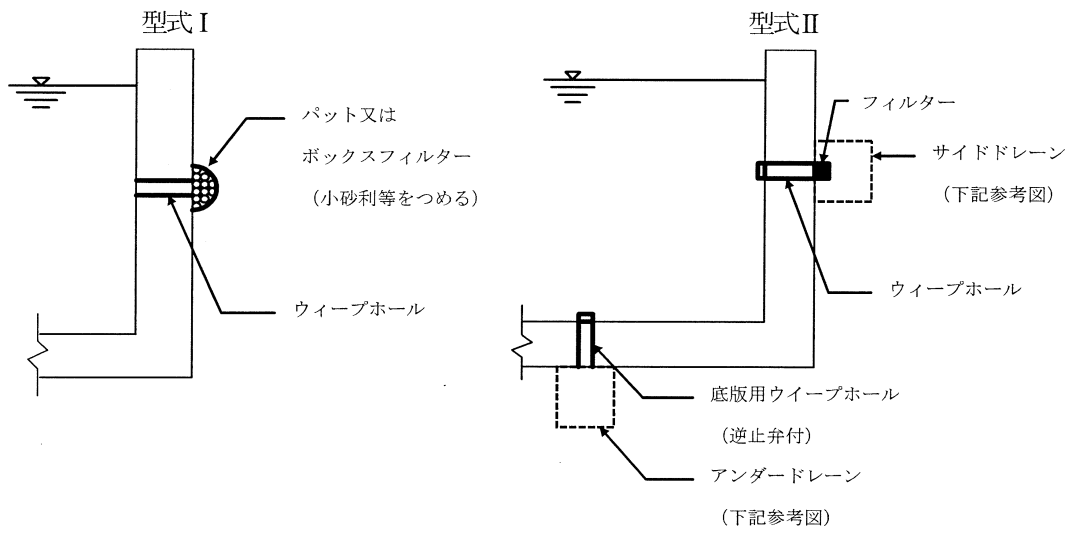 型式Ⅰ
パット又は
ボックスフィルター
（小砂利等をつめる）
ウィープホール
型式Ⅱ
フィルター
サイドドレーン
（下記参考図）
ウィープホール
底版用ウイープホール
（逆止弁付）
アンダードレーン
（下記参考図）